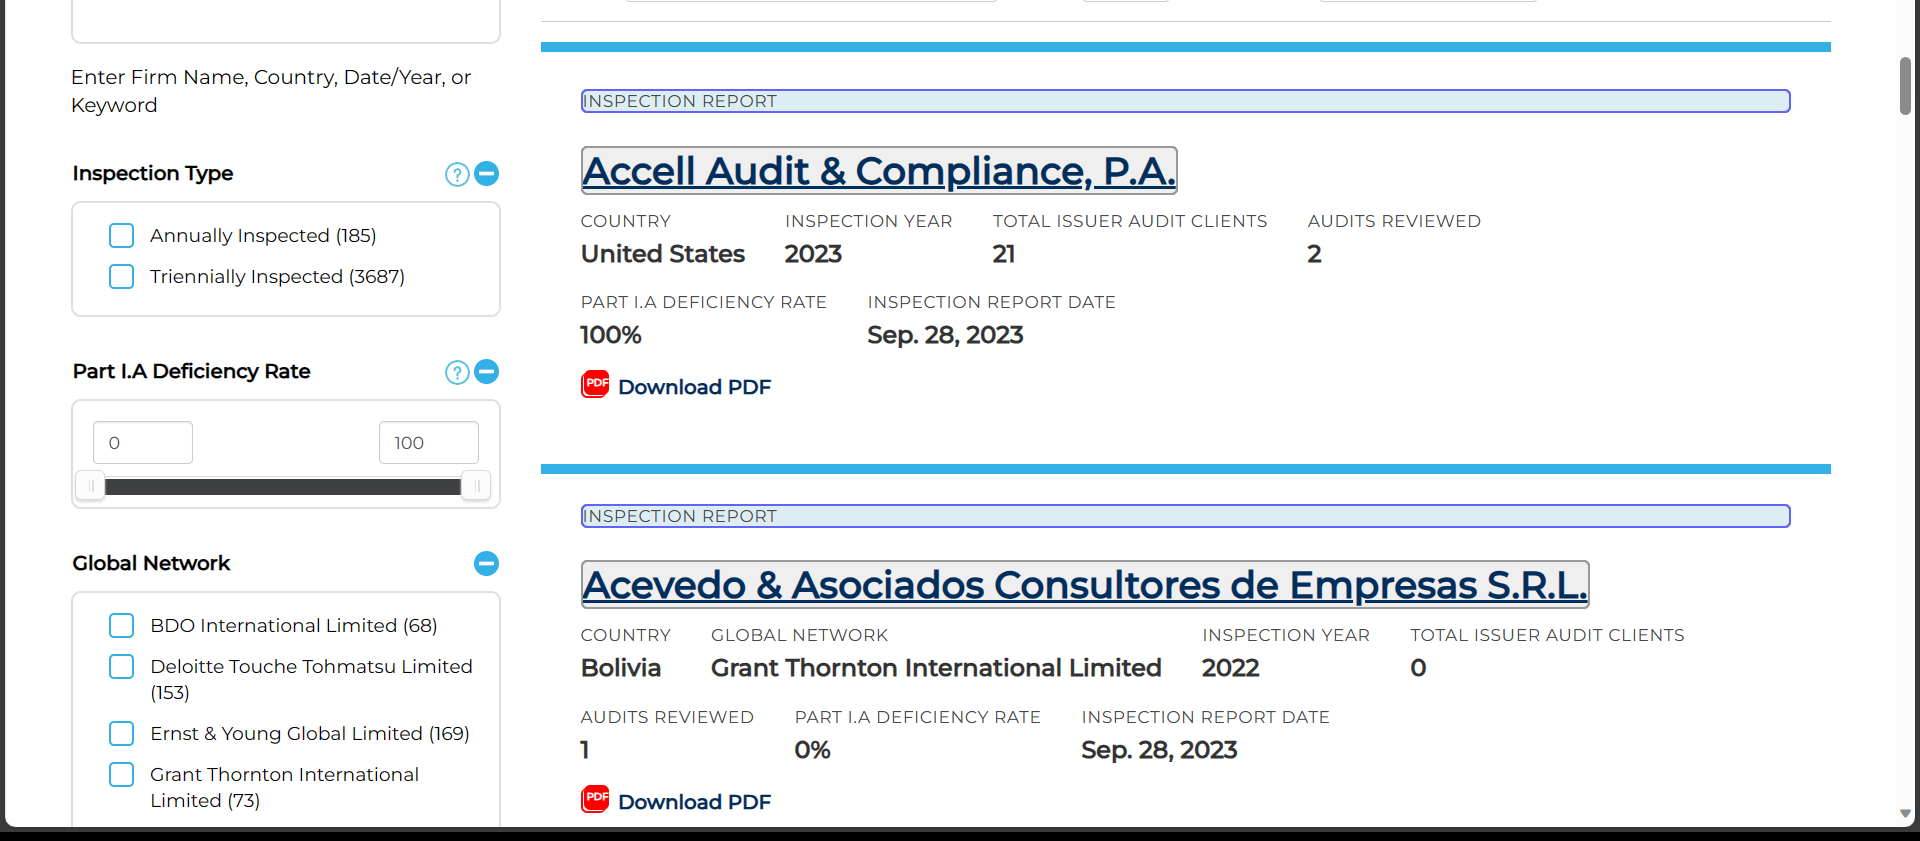 Enter Firm Name, Country, Date/Year, or
Keyword
Inspection Type
?
Annually Inspected (185)
Triennially Inspected (3687)
Part I.A Deficiency Rate
?
0
100
Global Network
BDO International Limited (68)
Deloitte Touche Tohmatsu Limited
(153)
Ernst & Young Global Limited (169)
Grant Thornton International
Limited (73)
INSPECTION REPORT
Accell Audit & Compliance, P.A.
COUNTRY INSPECTION YEAR TOTAL ISSUER AUDIT CLIENTS AUDITS REVIEWED
United States 2023 21 2
PART I.A DEFICIENCY RATE INSPECTION REPORT DATE
100% Sep. 28, 2023
PDF Download PDF
INSPECTION REPORT
Acevedo & Asociados Consultores de Empresas S.R.L.
COUNTRY GLOBAL NETWORK INSPECTION YEAR TOTAL ISSUER AUDIT CLIENTS
Bolivia Grant Thornton International Limited 2022 0
AUDITS REVIEWED PART I.A DEFICIENCY RATE INSPECTION REPORT DATE
1 0% Sep. 28, 2023
PDF Download PDF